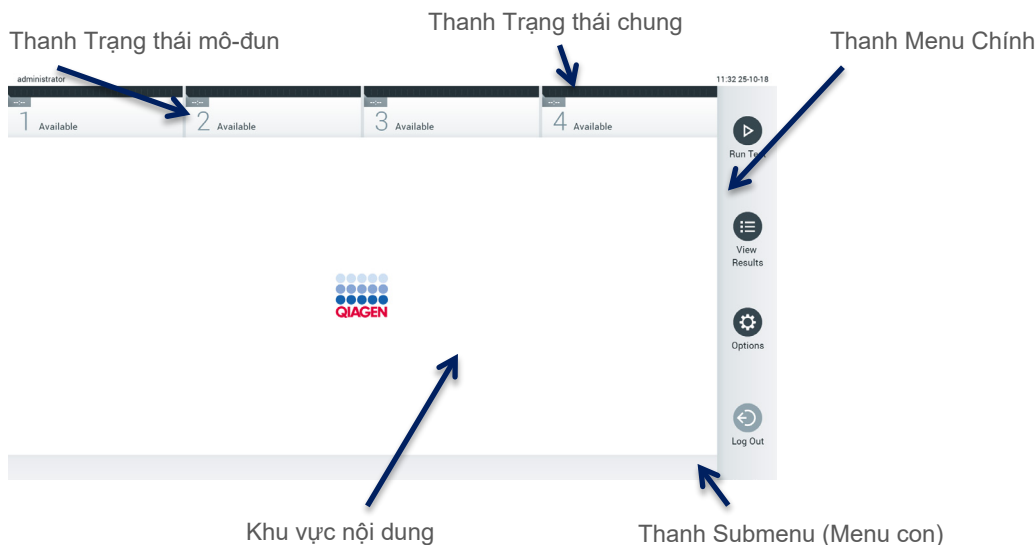 Thanh Trạng thái chung
Thanh Trạng thái mô-đun
Thanh Menu Chính
administrator
11:32 25-10-18
--:-- --:-- --:-- --:--
1 Available 2 Available 3 Available 4 Available
Run Test
View
Results
QIAGEN
Options
Log Out
Khu vực nội dung
Thanh Submenu (Menu con)